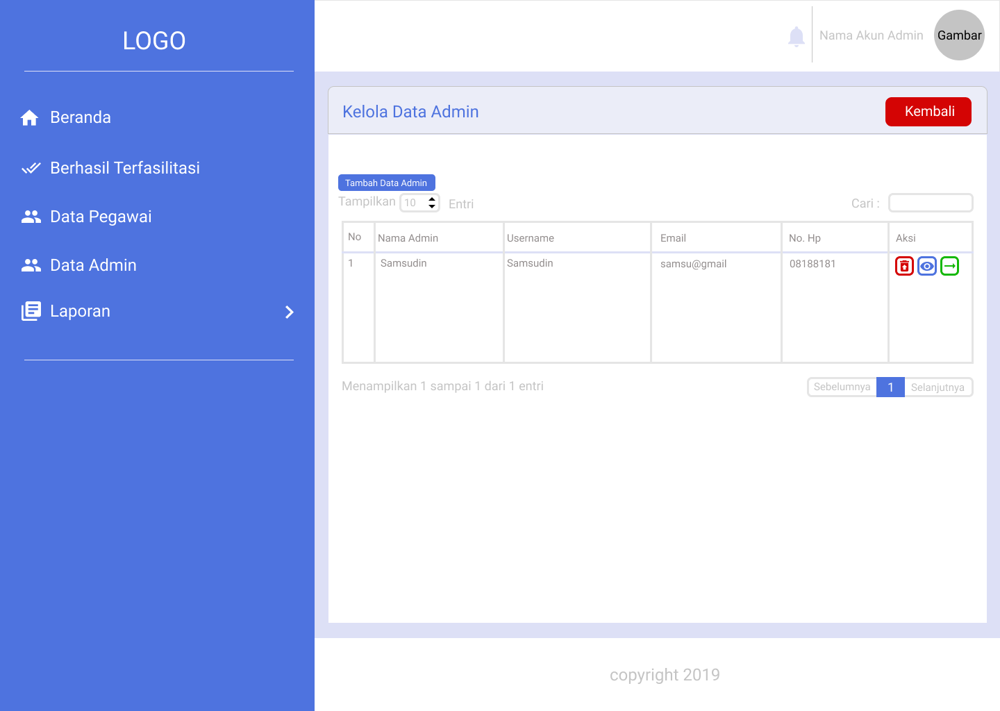 LOGO
Beranda
Berhasil Terfasilitasi
Data Pegawai
Data Admin
Laporan
Nama Akun Admin
Gambar
Kelola Data Admin
Kembali
Tambah Data Admin
Tampilkan 10 Entri
Cari :
No Nama Admin Username Email No. Hp Aksi
1 Samsudin Samsudin samsu@gmail 08188181
Menampilkan 1 sampai 1 dari 1 entri
Sebelumnya 1 Selanjutnya
copyright 2019